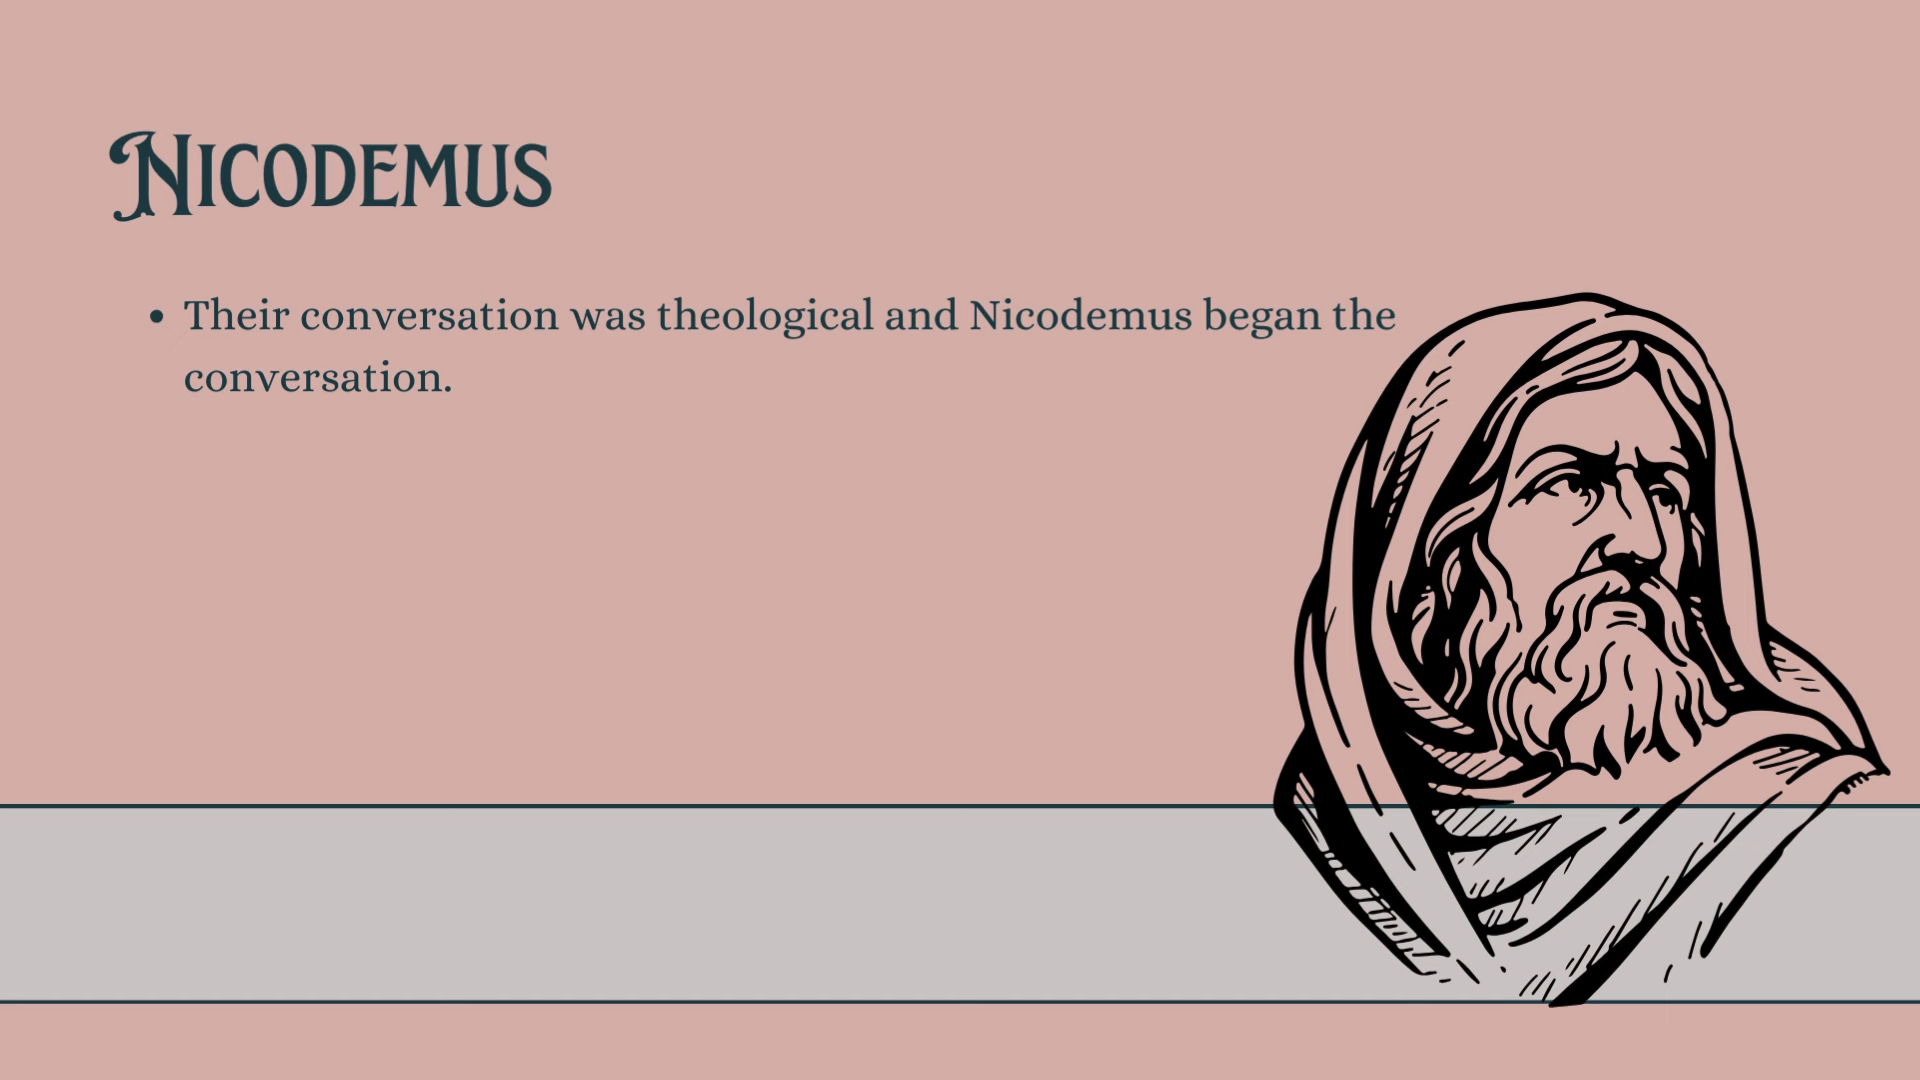 Nicodemus
• Their conversation was theological and Nicodemus began the
conversation.